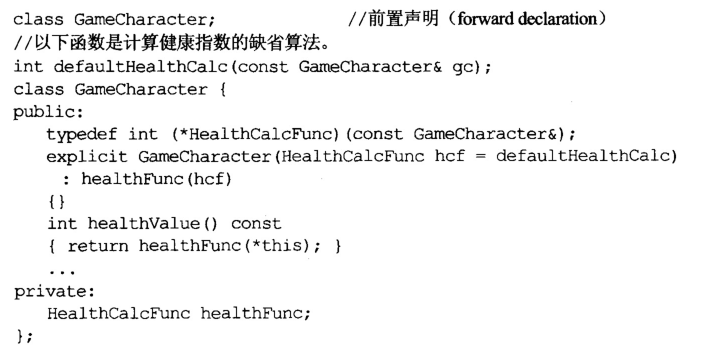 class GameCharacter; //前置声明（forward declaration）
//以下函数是计算健康指数的缺省算法。
int defaultHealthCalc(const GameCharacter& gc);
class GameCharacter {
public:
typedef int (*HealthCalcFunc)(const GameCharacter&);
explicit GameCharacter(HealthCalcFunc hcf = defaultHealthCalc)
: healthFunc(hcf)
{}
int healthValue() const
{ return healthFunc(*this); }
...
private:
HealthCalcFunc healthFunc;
};